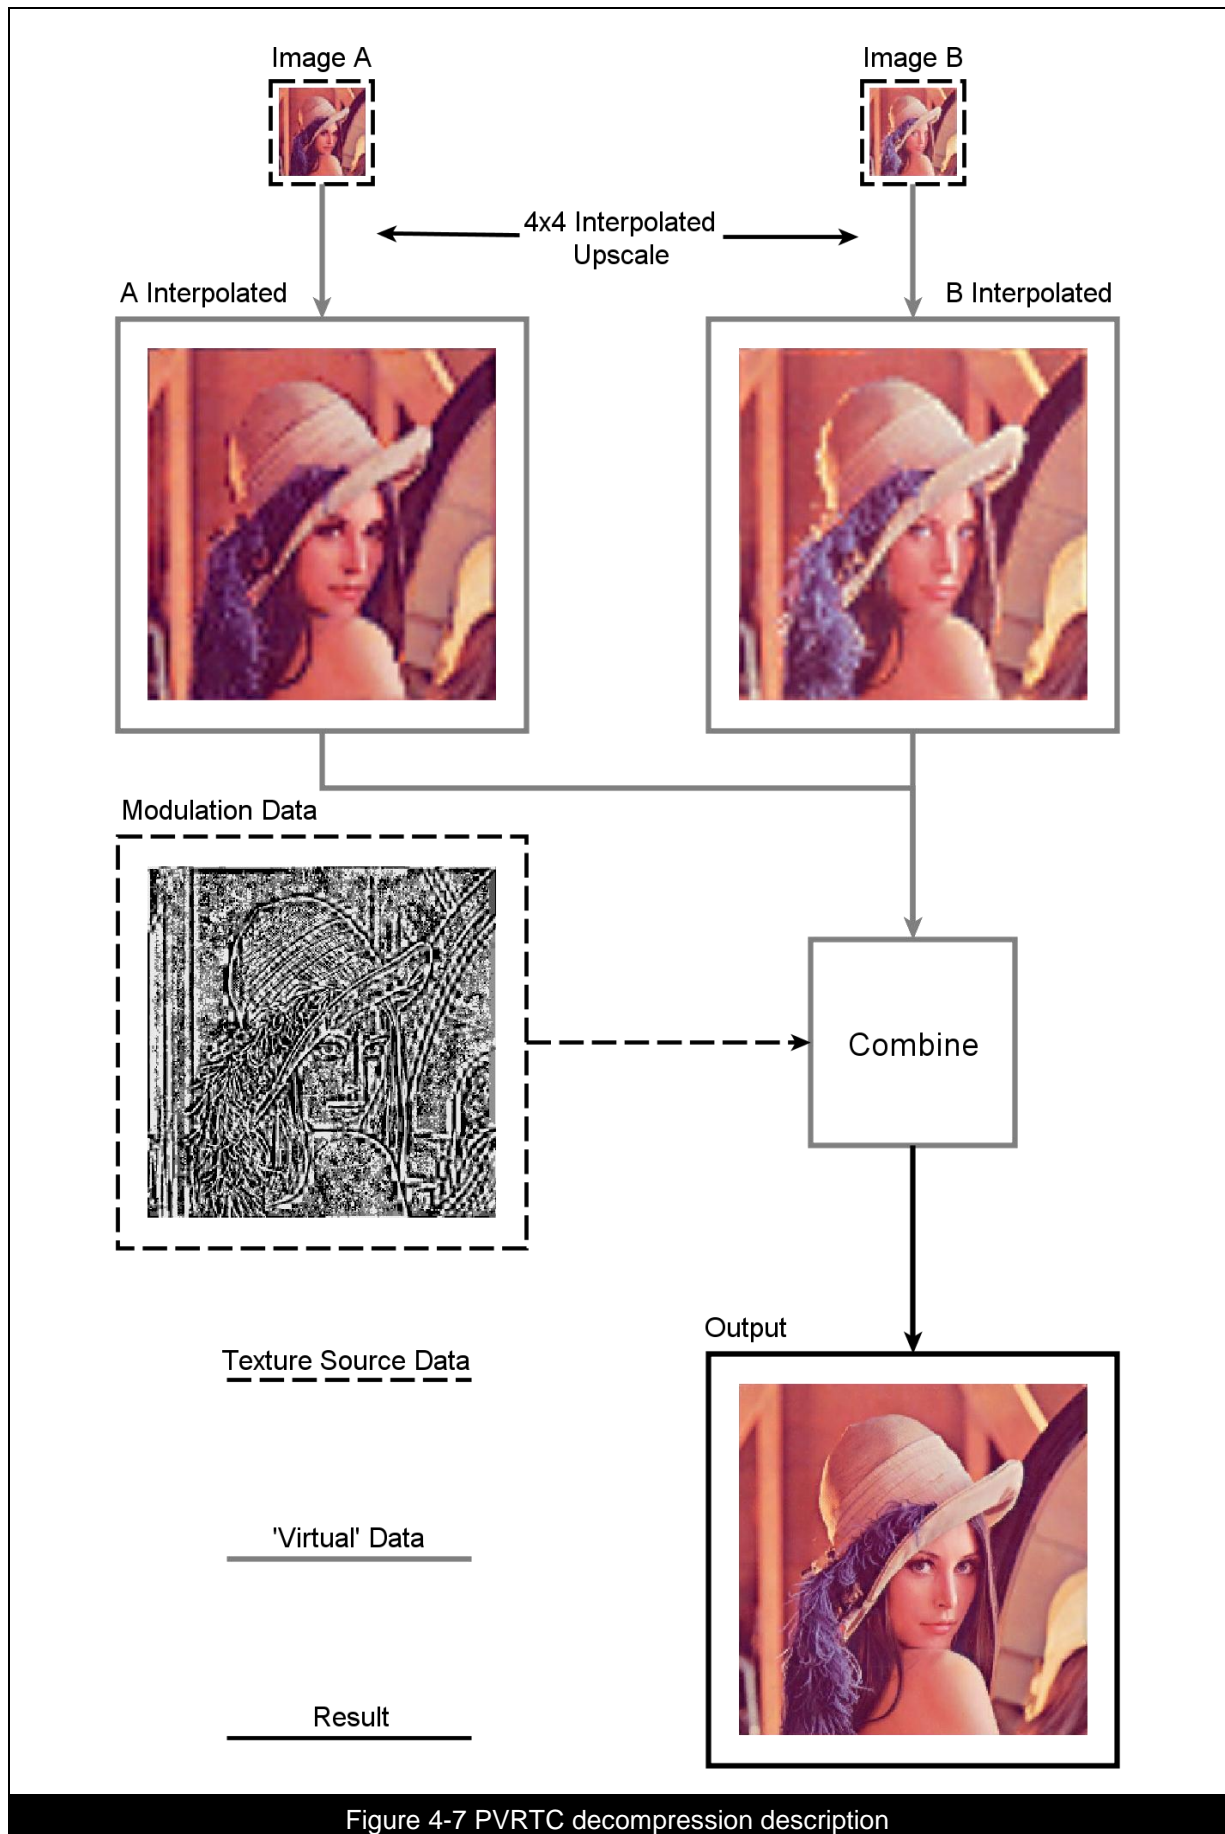 Image A
Image B
4x4 Interpolated
Upscale
A Interpolated
B Interpolated
Modulation Data
Combine
Output
Texture Source Data
'Virtual' Data
Result
Figure 4-7 PVRTC decompression description